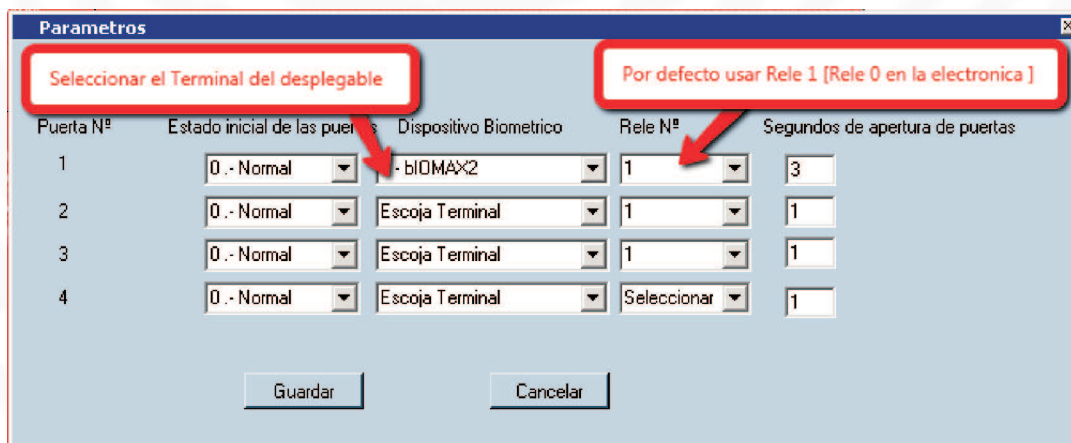 Parametros
Seleccionar el Terminal del desplegable
Por defecto usar Rele 1 [Rele 0 en la electronica ]
Puerta Nº Estado inicial de las puertas Dispositivo Biometrico Rele Nº Segundos de apertura de puertas
1 0 .- Normal - bIOMAX2 1 3
2 0 .- Normal Escoja Terminal 1 1
3 0 .- Normal Escoja Terminal 1 1
4 0 .- Normal Escoja Terminal Seleccionar 1
Guardar Cancelar